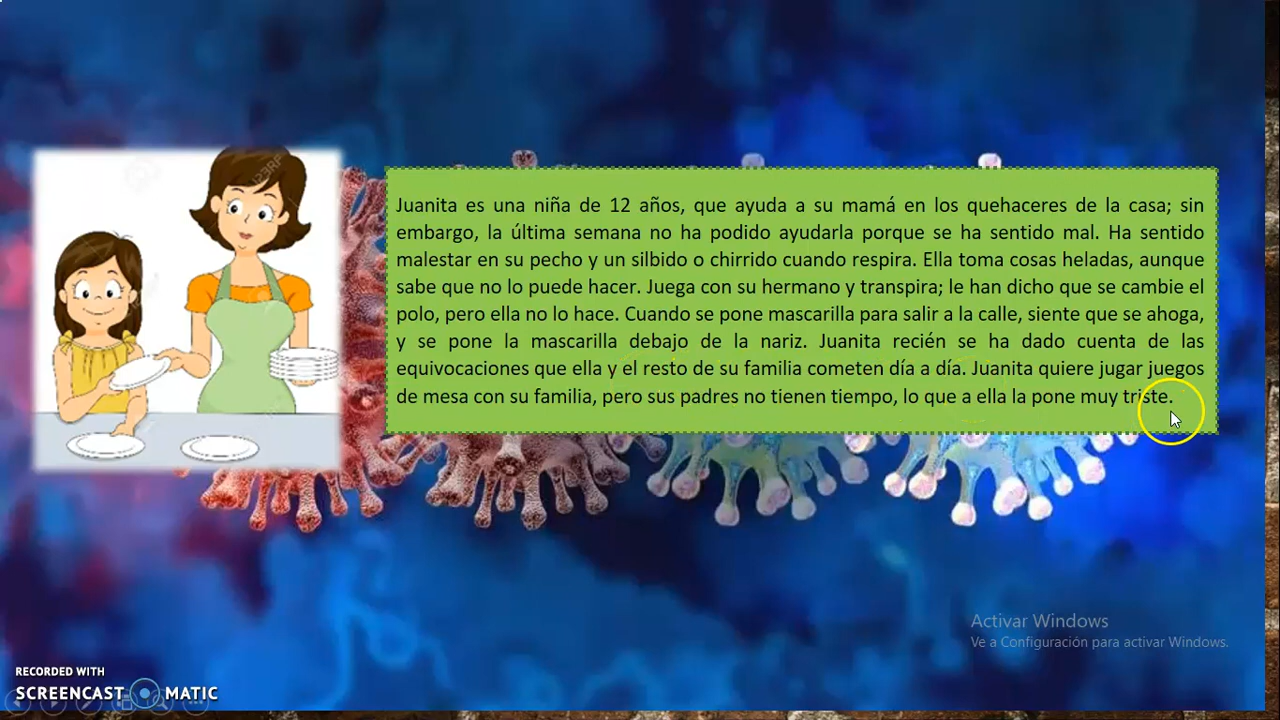 Juanita es una niña de 12 años, que ayuda a su mamá en los quehaceres de la casa; sin
embargo, la última semana no ha podido ayudarla porque se ha sentido mal. Ha sentido
malestar en su pecho y un silbido o chirrido cuando respira. Ella toma cosas heladas, aunque
sabe que no lo puede hacer. Juega con su hermano y transpira; le han dicho que se cambie el
polo, pero ella no lo hace. Cuando se pone mascarilla para salir a la calle, siente que se ahoga,
y se pone la mascarilla debajo de la nariz. Juanita recién se ha dado cuenta de las
equivocaciones que ella y el resto de su familia cometen día a día. Juanita quiere jugar juegos
de mesa con su familia, pero sus padres no tienen tiempo, lo que a ella la pone muy triste.
Activar Windows
Ve a Configuración para activar Windows.
RECORDED WITH
SCREENCAST MATIC